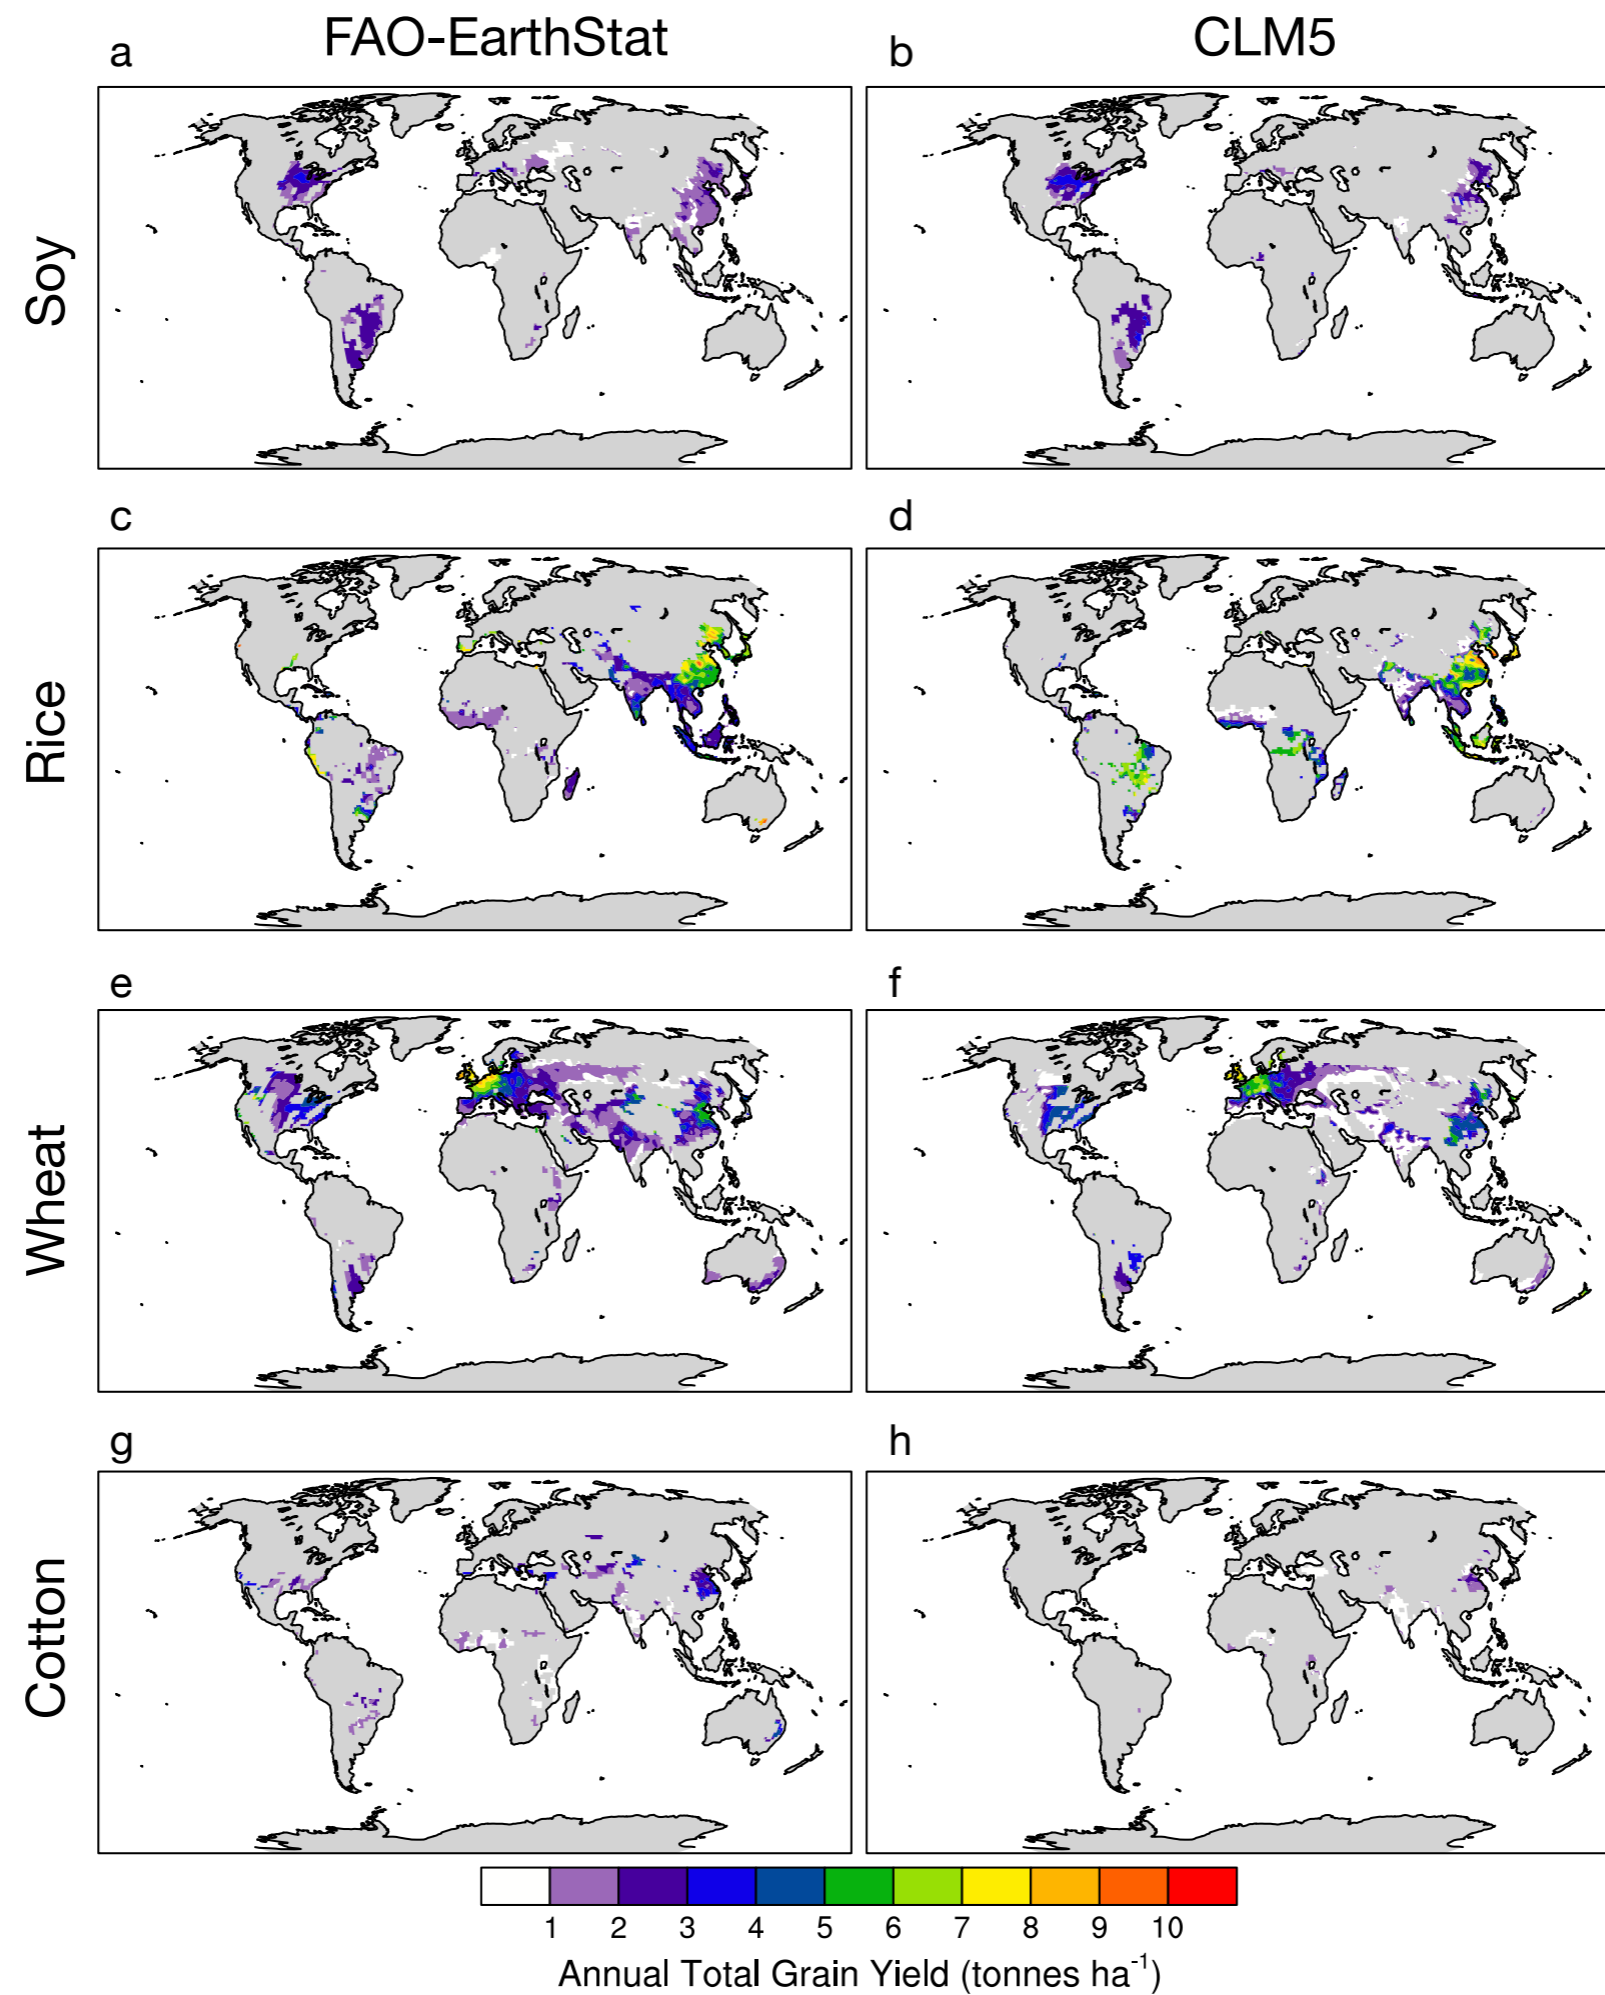 FAO-EarthStat
CLM5
a
b
Soy
c
d
Rice
e
f
Wheat
g
h
Cotton
1 2 3 4 5 6 7 8 9 10
Annual Total Grain Yield (tonnes ha⁻¹)